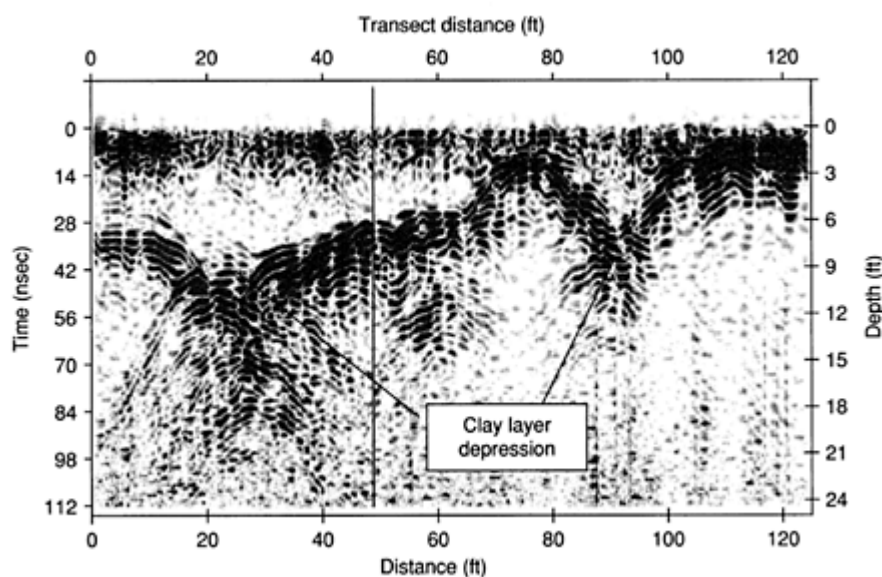 Transect distance (ft)
0 20 40 60 80 100 120
0 0
14 3
28 6
42 9
56 12
70 15
84 18
98 21
112 24
Time (nsec)
Depth (ft)
Clay layer
depression
0 20 40 60 80 100 120
Distance (ft)